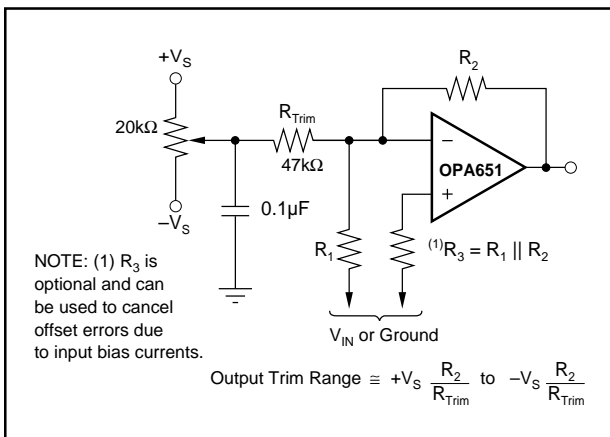 +VS
20kΩ
–VS
RTrim
47kΩ
0.1µF
R2
–
OPA651
+
R1
(1)R3 = R1 || R2
VIN or Ground
NOTE: (1) R3 is
optional and can
be used to cancel
offset errors due
to input bias currents.
Output Trim Range ≅ +VS R2/RTrim to –VS R2/RTrim